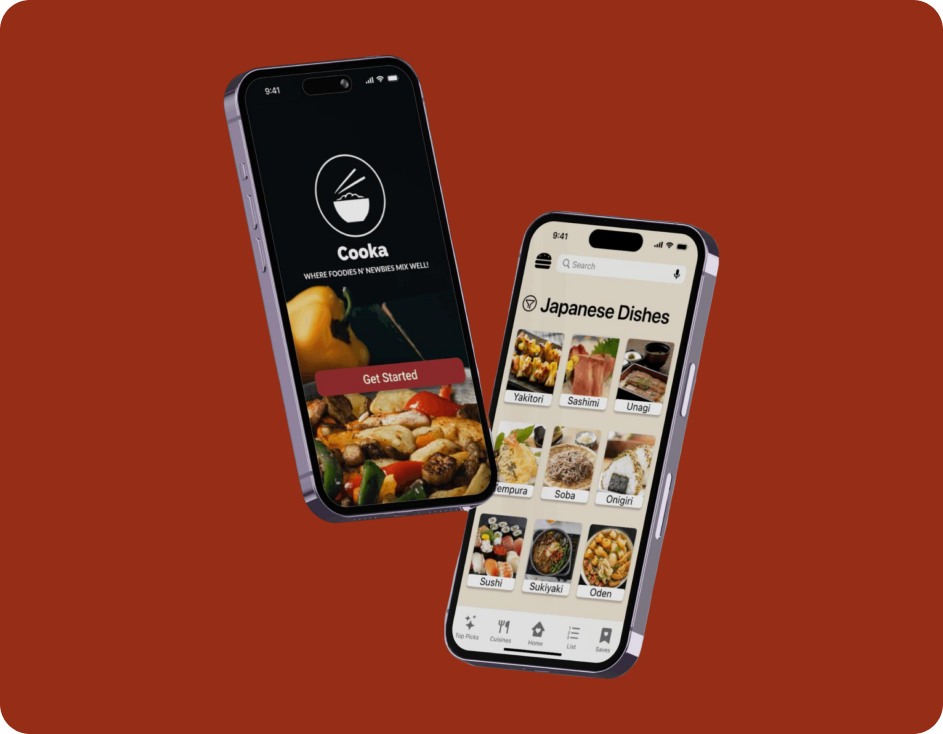 9:41
Cooka
WHERE FOODIES N' NEWBIES MIX WELL!
Get Started
9:41
Search
Japanese Dishes
Yakitori
Sashimi
Unagi
Tempura
Soba
Onigiri
Sushi
Sukiyaki
Oden
Top Picks
Cuisines
Home
List
Saves